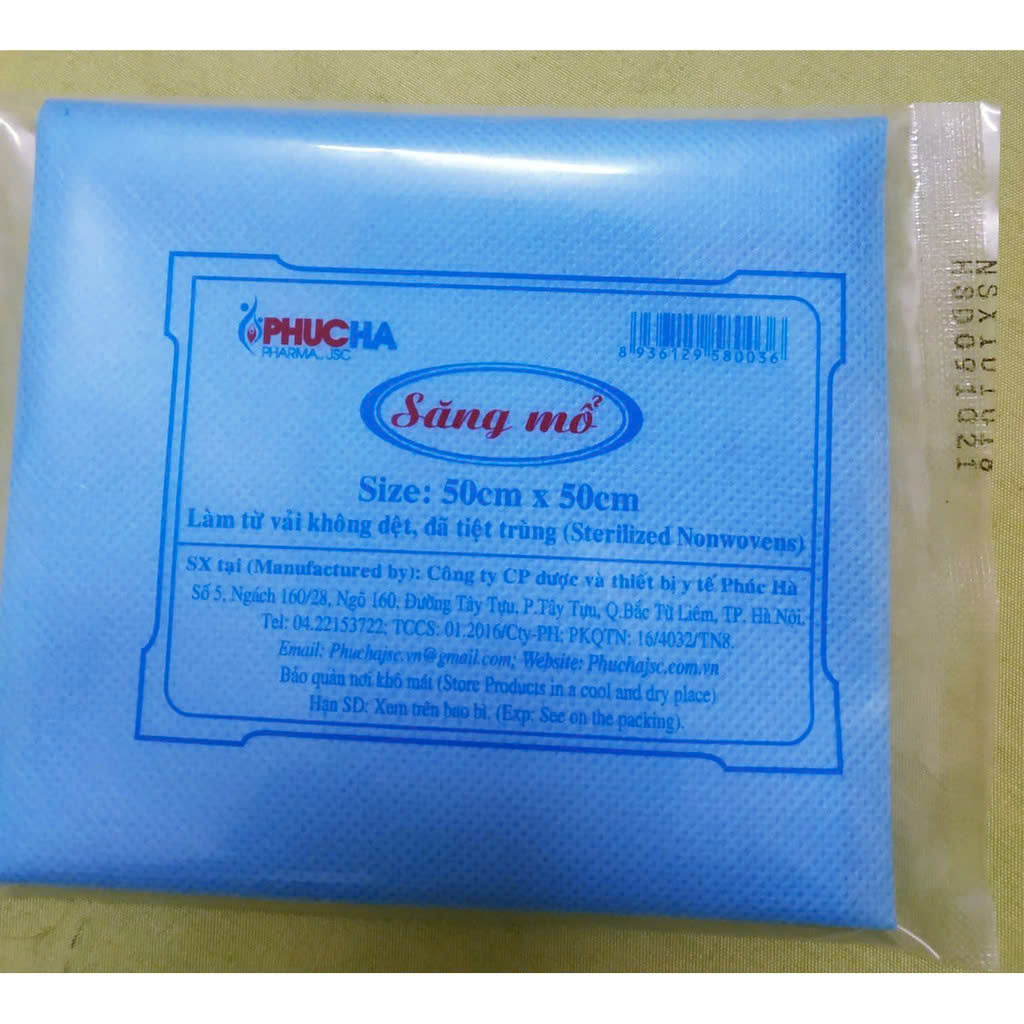 PHUCHA
PHARMA., JSC
8 936129 580036
Săng mổ
Size: 50cm x 50cm
Làm từ vải không dệt, đã tiệt trùng (Sterilized Nonwovens)
SX tại (Manufactured by): Công ty CP dược và thiết bị y tế Phúc Hà
Số 5, Ngách 160/28, Ngõ 160, Đường Tây Tựu, P.Tây Tựu, Q.Bắc Từ Liêm, TP. Hà Nội.
Tel: 04.22153722; TCCS: 01.2016/Cty-PH; PKQTN: 16/4032/TN8.
Email: Phuchajsc.vn@gmail.com; Website: Phuchajsc.com.vn
Bảo quản nơi khô mát (Store Products in a cool and dry place)
Hạn SD: Xem trên bao bì. (Exp: See on the packing).
NSX
HSD091021